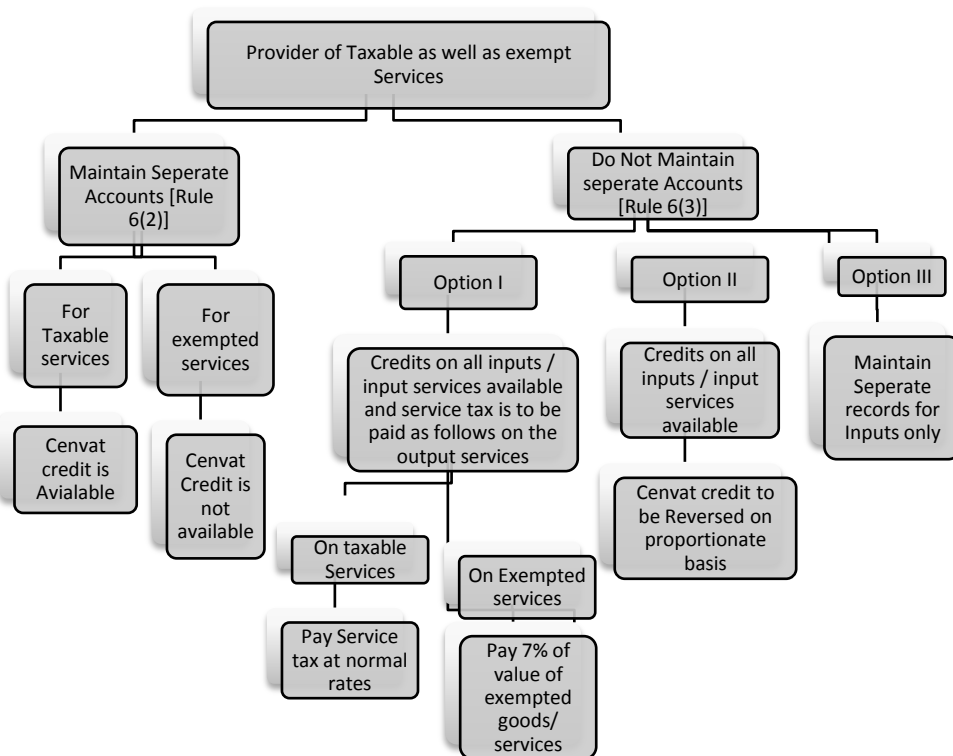 Provider of Taxable as well as exempt
Services
Maintain Seperate
Accounts [Rule
6(2)]
Do Not Maintain
seperate Accounts
[Rule 6(3)]
For
Taxable
services
For
exempted
services
Cenvat
credit is
Avialable
Cenvat
Credit is
not
available
Option I
Credits on all inputs /
input services available
and service tax is to be
paid as follows on the
output services
On taxable
Services
Pay Service
tax at normal
rates
On Exempted
services
Pay 7% of
value of
exempted
goods/
services
Option II
Credits on all
inputs / input
services
available
Cenvat credit to
be Reversed on
proportionate
basis
Option III
Maintain
Seperate
records for
Inputs only